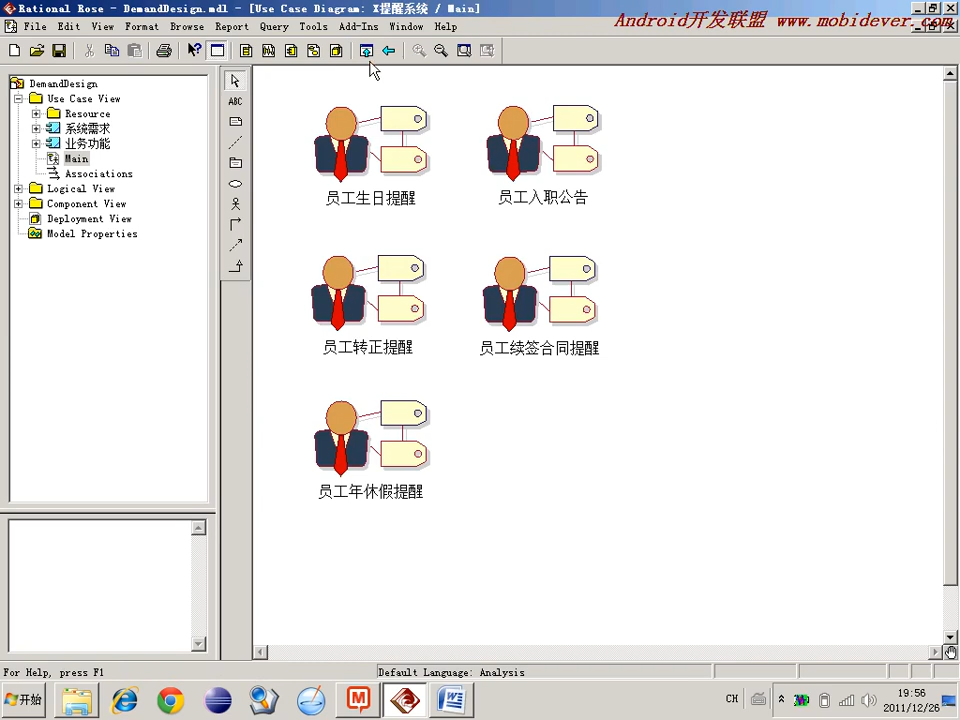 Rational Rose - DemandDesign.mdl - [Use Case Diagram: X提醒系统 / Main]
Android开发联盟 www.mobidever.com
File Edit View Format Browse Report Query Tools Add-Ins Window Help
ABC
DemandDesign
Use Case View
Resource
系统需求
业务功能
Main
Associations
Logical View
Component View
Deployment View
Model Properties
员工生日提醒
员工入职公告
员工转正提醒
员工续签合同提醒
员工年休假提醒
For Help, press F1
Default Language: Analysis
开始
CH
19:56
2011/12/26